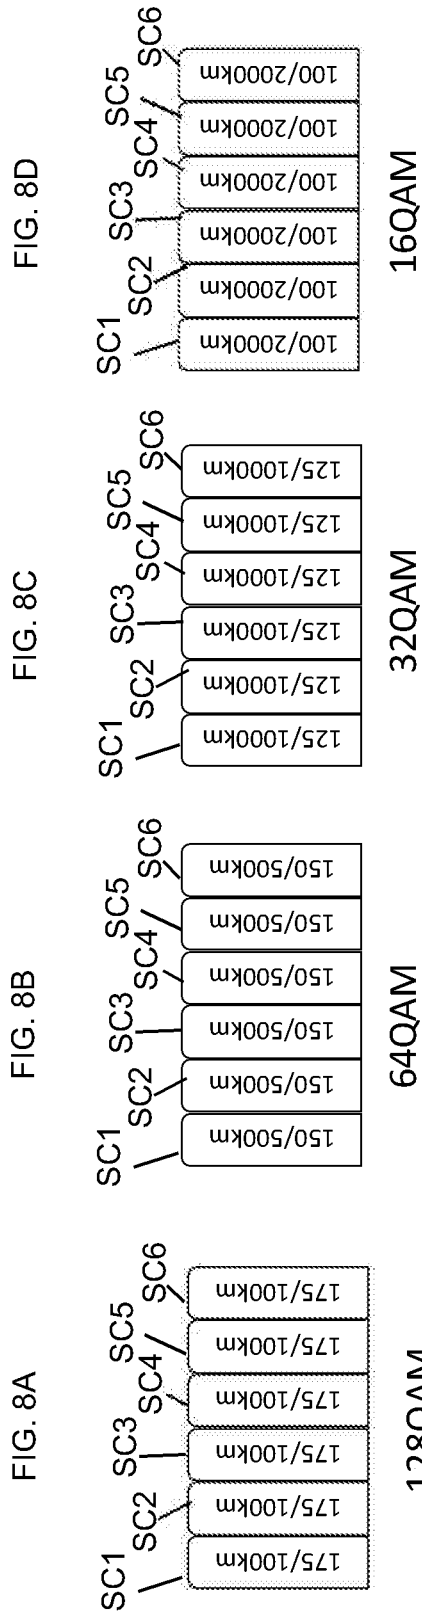 FIG. 8A
SC1
SC2
SC3
SC4
SC5
SC6
175/100km
175/100km
175/100km
175/100km
175/100km
175/100km
128QAM
FIG. 8B
SC1
SC2
SC3
SC4
SC5
SC6
150/500km
150/500km
150/500km
150/500km
150/500km
150/500km
64QAM
FIG. 8C
SC1
SC2
SC3
SC4
SC5
SC6
125/1000km
125/1000km
125/1000km
125/1000km
125/1000km
125/1000km
32QAM
FIG. 8D
SC1
SC2
SC3
SC4
SC5
SC6
100/2000km
100/2000km
100/2000km
100/2000km
100/2000km
100/2000km
16QAM